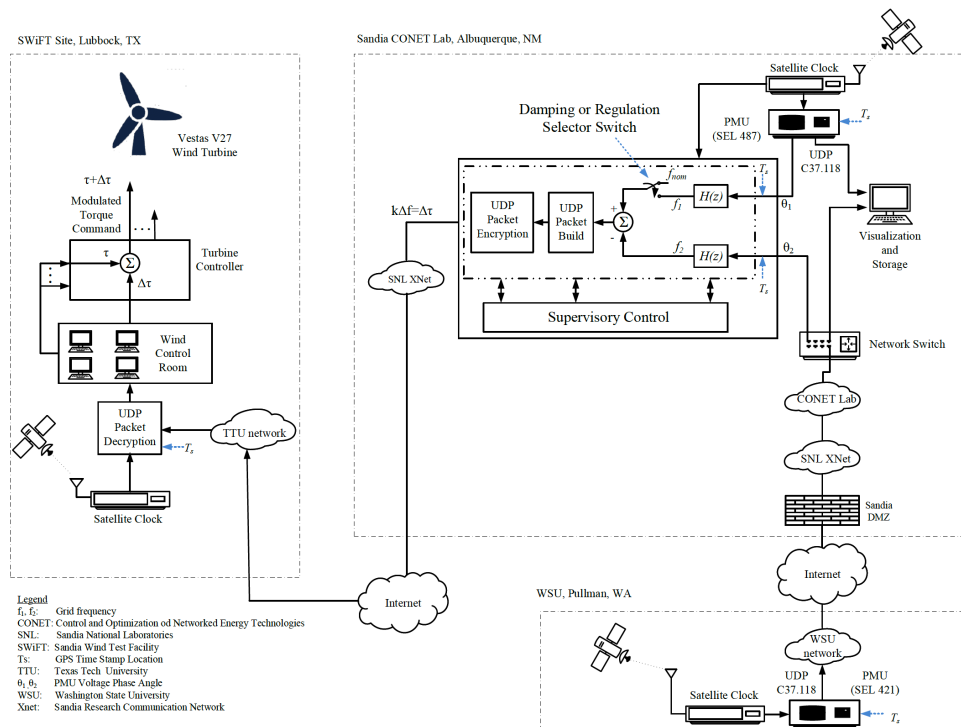 SWiFT Site, Lubbock, TX
Vestas V27
Wind Turbine
τ+Δτ
Modulated
Torque
Command
...
Turbine
Controller
τ
Σ
Δτ
Wind
Control
Room
UDP
Packet
Decryption
Ts
TTU network
Satellite Clock
Sandia CONET Lab, Albuquerque, NM
Satellite Clock
Damping or Regulation
Selector Switch
PMU
(SEL 487)
Ts
UDP
C37.118
kΔf=Δτ
UDP
Packet
Encryption
UDP
Packet
Build
+
Σ
-
fnom
f1
H(z)
Ts
θ1
f2
H(z)
θ2
Ts
Visualization
and
Storage
SNL XNet
Supervisory Control
Network Switch
CONET Lab
SNL XNet
Sandia
DMZ
Internet
Internet
WSU, Pullman, WA
WSU
network
UDP
C37.118
PMU
(SEL 421)
Satellite Clock
Ts
Legend
f1, f2: Grid frequency
CONET: Control and Optimization od Networked Energy Technologies
SNL: Sandia National Laboratories
SWiFT: Sandia Wind Test Facility
Ts: GPS Time Stamp Location
TTU: Texas Tech University
θ1,θ2 PMU Voltage Phase Angle
WSU: Washington State University
Xnet: Sandia Research Communication Network